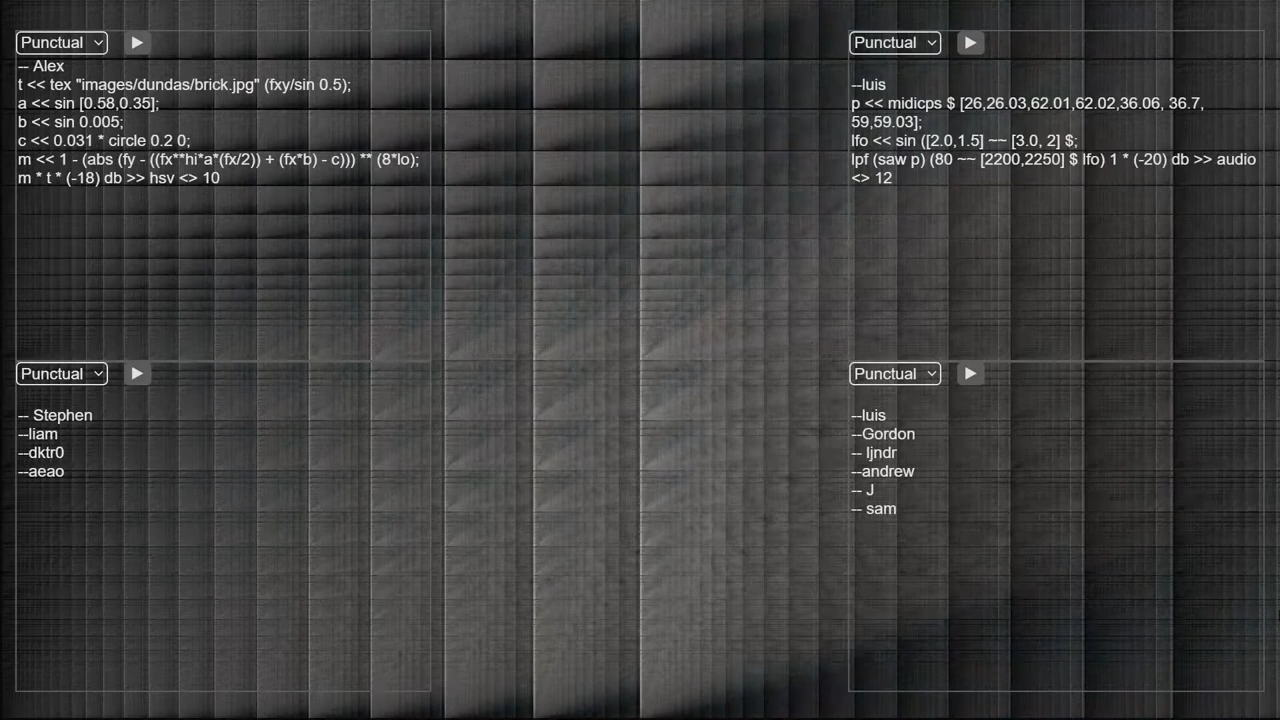 Punctual
-- Alex
t << tex "images/dundas/brick.jpg" (fxy/sin 0.5);
a << sin [0.58,0.35];
b << sin 0.005;
c << 0.031 * circle 0.2 0;
m << 1 - (abs (fy - ((fx**hi*a*(fx/2)) + (fx*b) - c))) ** (8*lo);
m * t * (-18) db >> hsv <> 10
Punctual
--luis
p << midicps $ [26,26.03,62.01,62.02,36.06, 36.7,
59,59.03];
lfo << sin ([2.0,1.5] ~~ [3.0, 2] $;
lpf (saw p) (80 ~~ [2200,2250] $ lfo) 1 * (-20) db >> audio
<> 12
Punctual
-- Stephen
--liam
--dktr0
--aeao
Punctual
--luis
--Gordon
-- ljndr
--andrew
-- J
-- sam